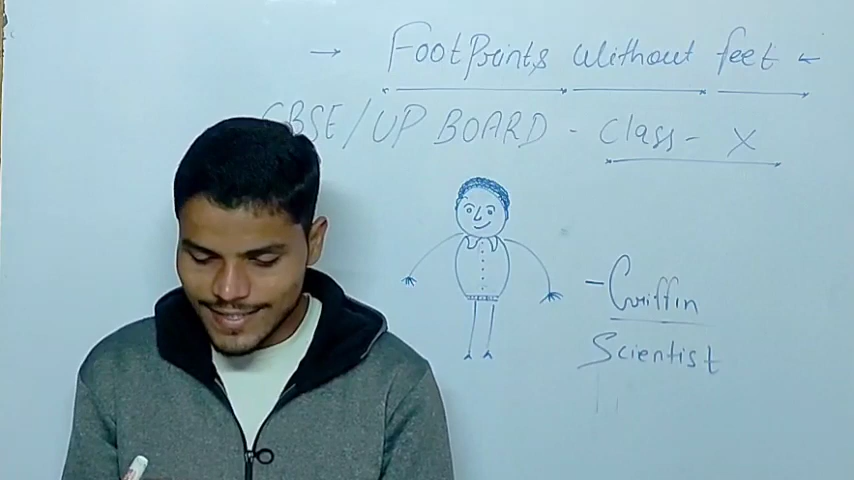 → FootPrints Without feet ←
CBSE/UP BOARD - Class- X
- Griffin
Scientist